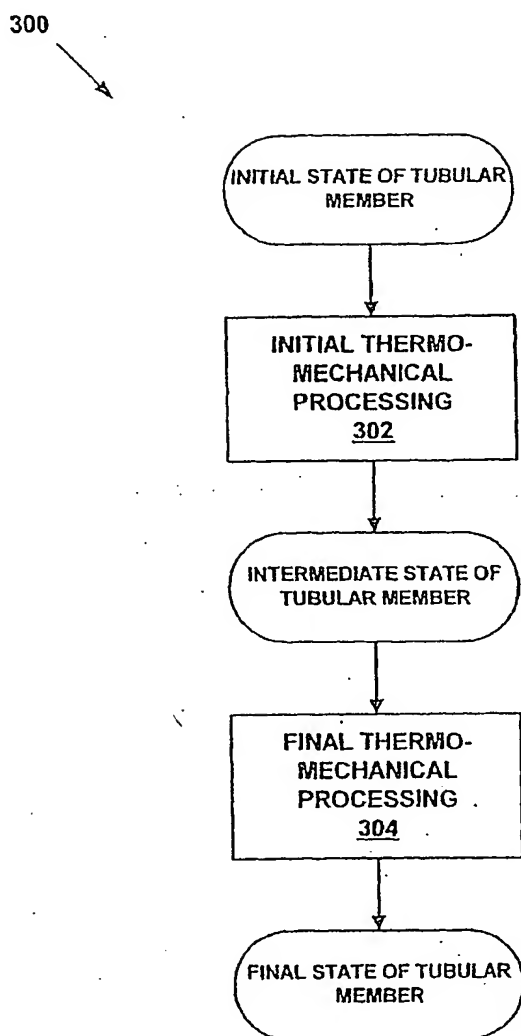 300
INITIAL STATE OF TUBULAR
MEMBER
INITIAL THERMO-
MECHANICAL
PROCESSING
302
INTERMEDIATE STATE OF
TUBULAR MEMBER
FINAL THERMO-
MECHANICAL
PROCESSING
304
FINAL STATE OF TUBULAR
MEMBER